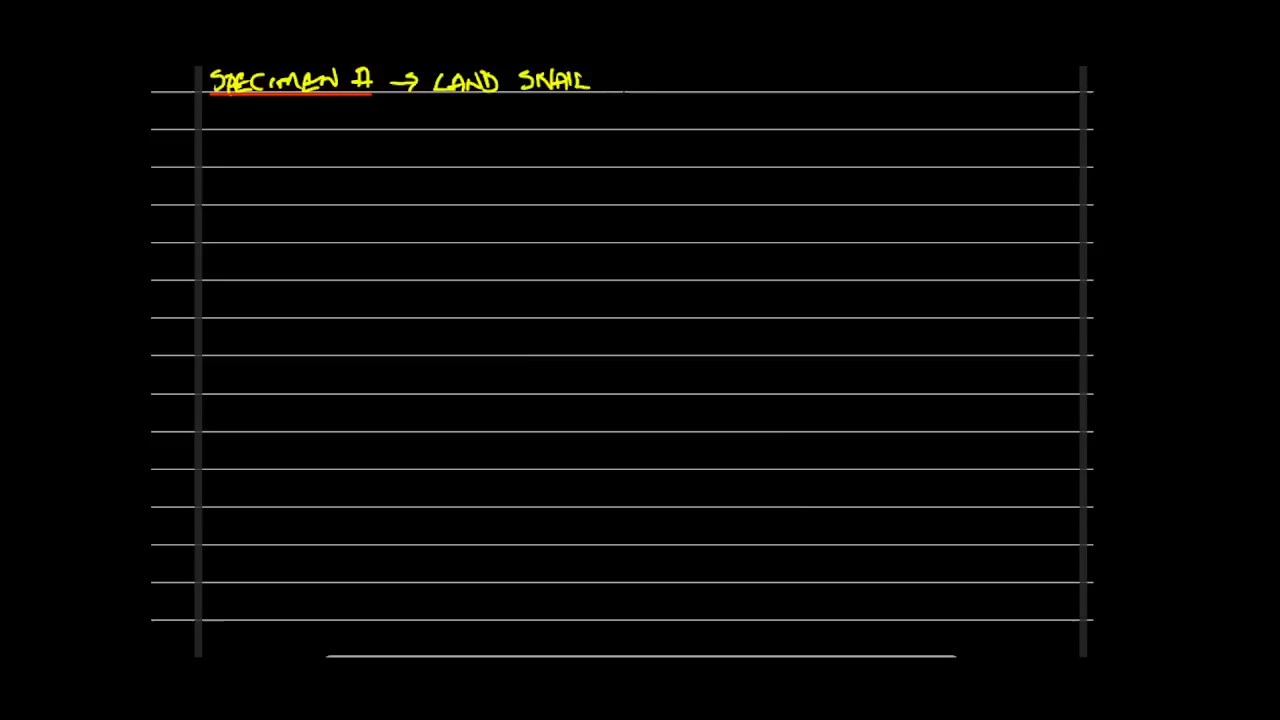 SPECIMEN A → LAND SNAIL